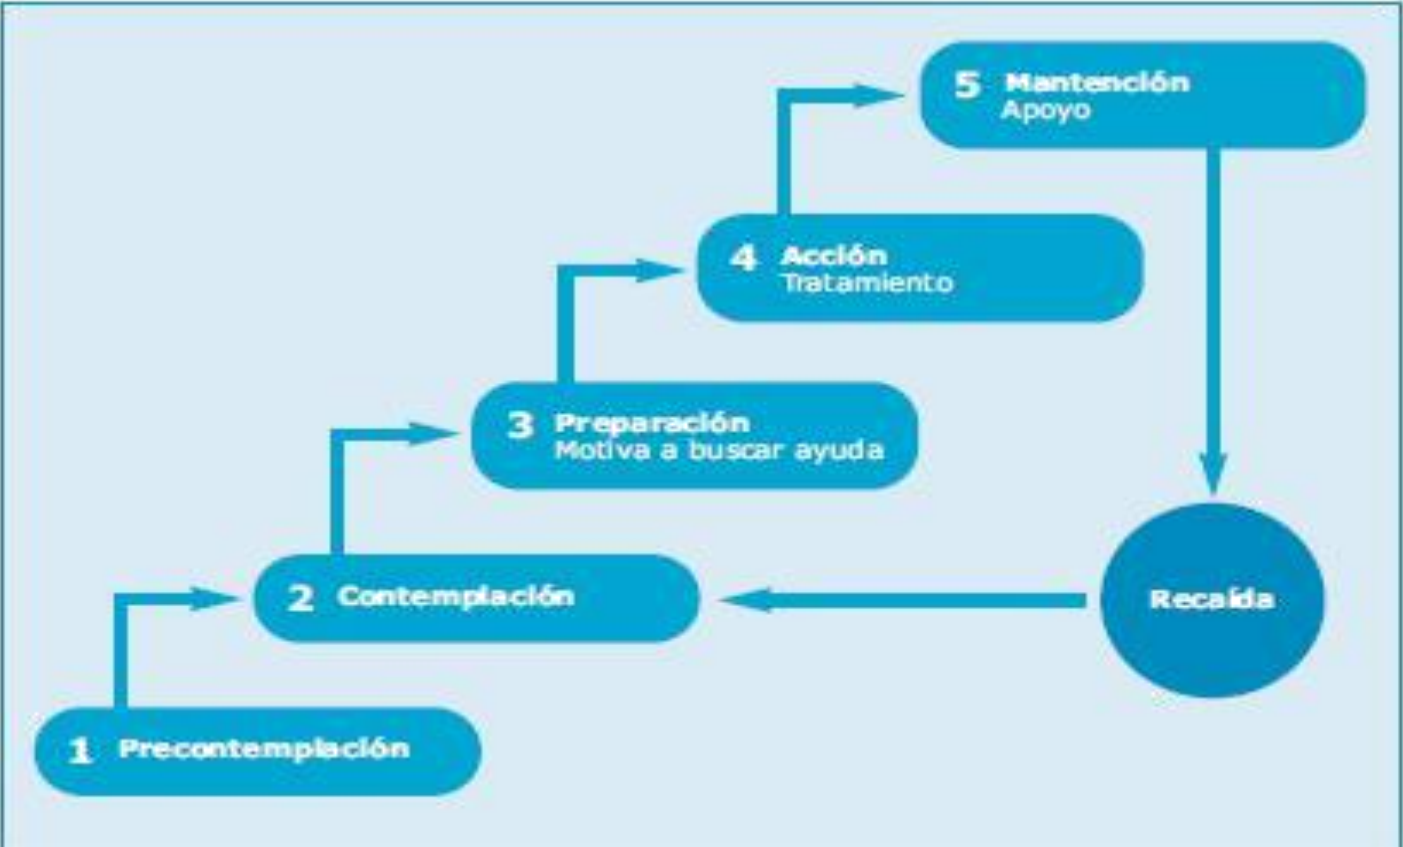 5 Mantención
Apoyo
4 Acción
Tratamiento
3 Preparación
Motiva a buscar ayuda
2 Contemplación
Recaída
1 Precontemplación